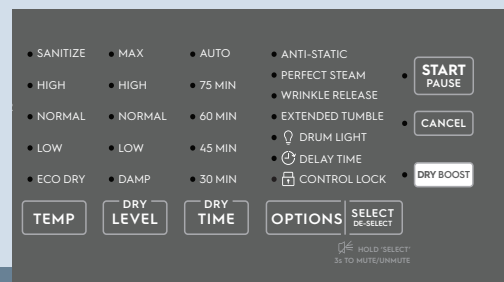 SANITIZE
HIGH
NORMAL
LOW
ECO DRY
TEMP
MAX
HIGH
NORMAL
LOW
DAMP
DRY
LEVEL
AUTO
75 MIN
60 MIN
45 MIN
30 MIN
DRY
TIME
ANTI-STATIC
PERFECT STEAM
WRINKLE RELEASE
EXTENDED TUMBLE
DRUM LIGHT
DELAY TIME
CONTROL LOCK
OPTIONS
SELECT
DE-SELECT
HOLD 'SELECT'
3s TO MUTE/UNMUTE
START
PAUSE
CANCEL
DRY BOOST